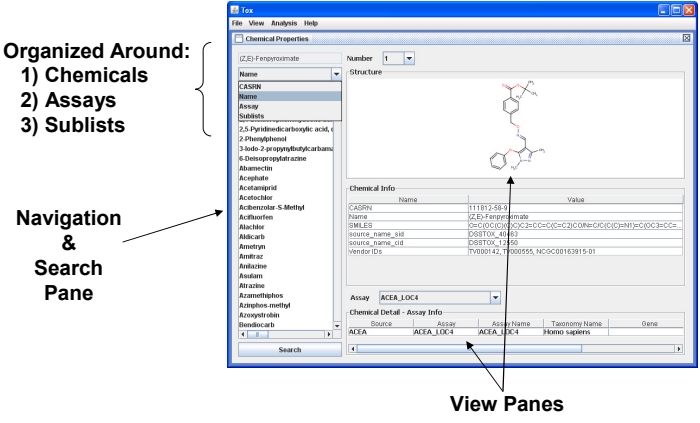 Organized Around:
1) Chemicals
2) Assays
3) Sublists
Navigation
&
Search
Pane
Tox
File View Analysis Help
Chemical Properties
(Z,E)-Fenpyroximate
Name
CASRN
Name
Assay
Sublists
2,5-Pyridinedicarboxylic acid, d
2-Phenylphenol
3-Iodo-2-propynylbutylcarbama
6-Deisopropylatrazine
Abamectin
Acephate
Acetamiprid
Acetochlor
Acibenzolar-S-Methyl
Acifluorfen
Alachlor
Aldicarb
Ametryn
Amitraz
Anilazine
Asulam
Atrazine
Azamethiphos
Azinphos-methyl
Azoxystrobin
Bendiocarb
Search
Number 1
Structure
Chemical Info
Name Value
CASRN 111812-58-9
Name (Z,E)-Fenpyroximate
source_name_sid DSSTOX_40463
source_name_cid DSSTOX_12550
Vendor IDs TV000142, TV000555, NCGC00163915-01
Assay ACEA_LOC4
Chemical Detail - Assay Info
Source Assay Assay Name Taxonomy Name Gene
ACEA ACEA_LOC4 ACEA_LOC4 Homo sapiens
View Panes